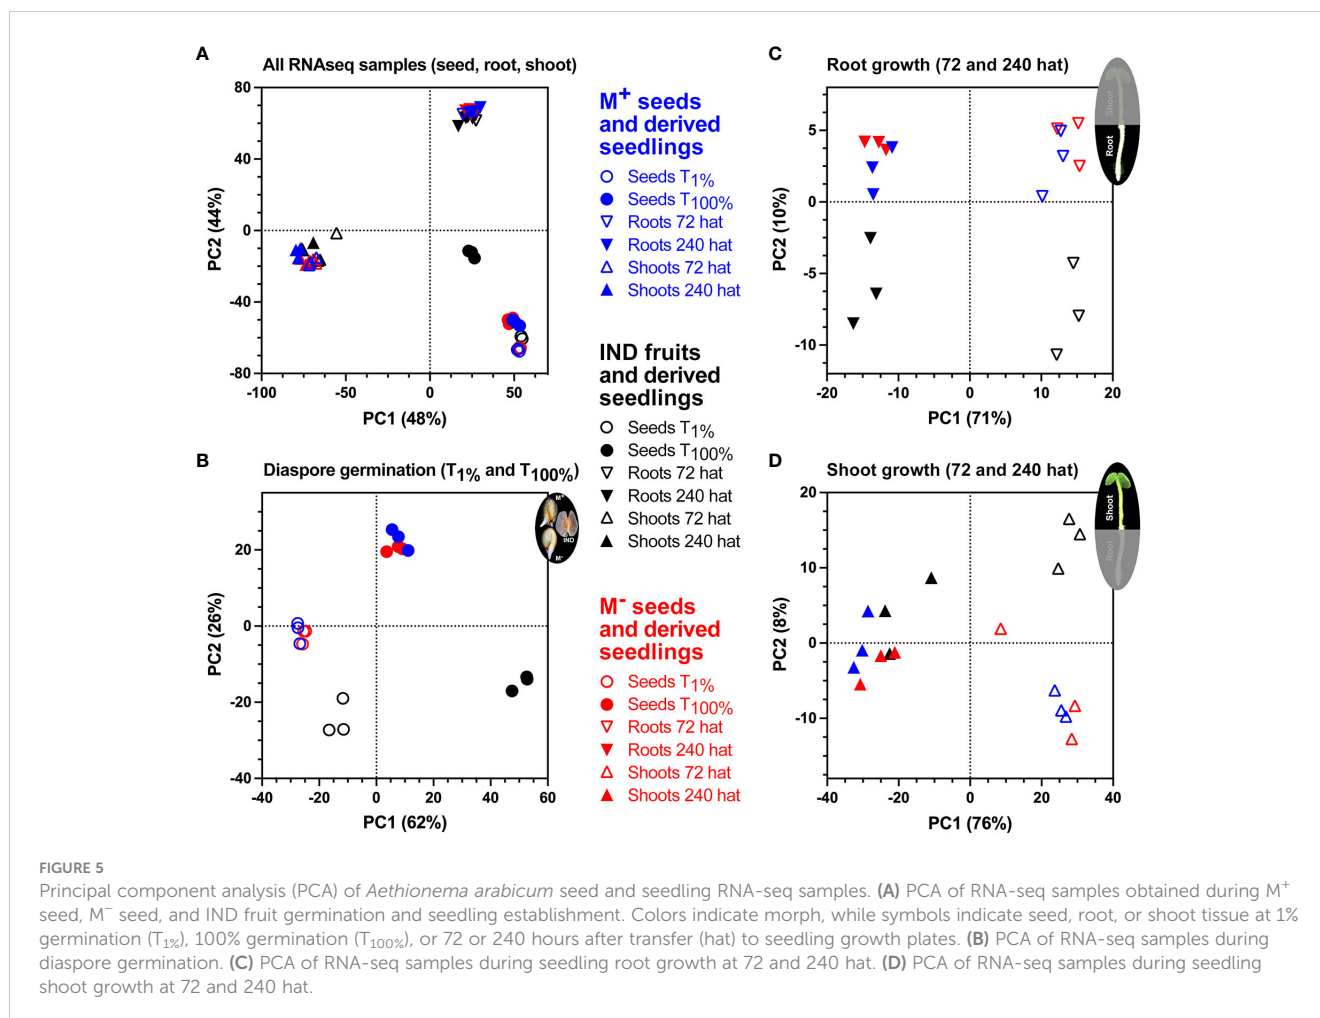 A
All RNAseq samples (seed, root, shoot)
80
40
0
-40
-80
PC2 (44%)
-100
-50
0
50
PC1 (48%)
B
Diaspore germination (T1% and T100%)
M+
IND
M-
20
0
-20
-40
PC2 (26%)
-40
-20
0
20
40
60
PC1 (62%)
M+ seeds
and derived
seedlings
Seeds T1%
Seeds T100%
Roots 72 hat
Roots 240 hat
Shoots 72 hat
Shoots 240 hat
IND fruits
and derived
seedlings
Seeds T1%
Seeds T100%
Roots 72 hat
Roots 240 hat
Shoots 72 hat
Shoots 240 hat
M- seeds
and derived
seedlings
Seeds T1%
Seeds T100%
Roots 72 hat
Roots 240 hat
Shoots 72 hat
Shoots 240 hat
C
Root growth (72 and 240 hat)
Shoot
Root
5
0
-5
-10
PC2 (10%)
-20
-10
0
10
20
PC1 (71%)
D
Shoot growth (72 and 240 hat)
Shoot
Root
20
10
0
-10
PC2 (8%)
-40
-20
0
20
40
PC1 (76%)
FIGURE 5
Principal component analysis (PCA) of Aethionema arabicum seed and seedling RNA-seq samples. (A) PCA of RNA-seq samples obtained during M+
seed, M− seed, and IND fruit germination and seedling establishment. Colors indicate morph, while symbols indicate seed, root, or shoot tissue at 1%
germination (T1%), 100% germination (T100%), or 72 or 240 hours after transfer (hat) to seedling growth plates. (B) PCA of RNA-seq samples during
diaspore germination. (C) PCA of RNA-seq samples during seedling root growth at 72 and 240 hat. (D) PCA of RNA-seq samples during seedling
shoot growth at 72 and 240 hat.